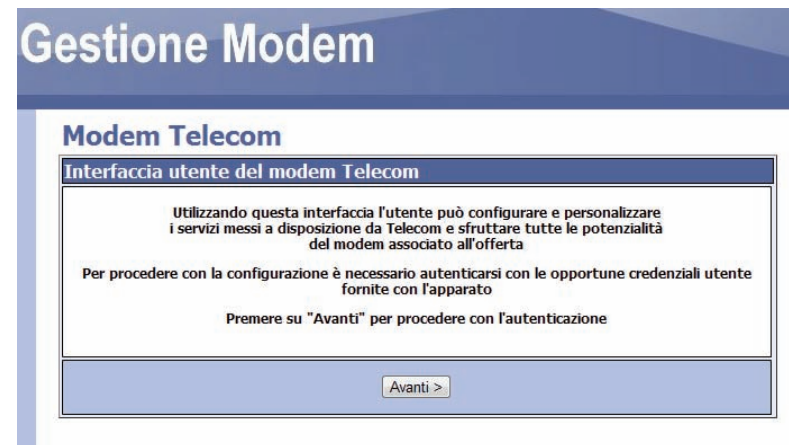 Gestione Modem
Modem Telecom
Interfaccia utente del modem Telecom
Utilizzando questa interfaccia l'utente può configurare e personalizzare
i servizi messi a disposizione da Telecom e sfruttare tutte le potenzialità
del modem associato all'offerta
Per procedere con la configurazione è necessario autenticarsi con le opportune credenziali utente
fornite con l'apparato
Premere su "Avanti" per procedere con l'autenticazione
Avanti >